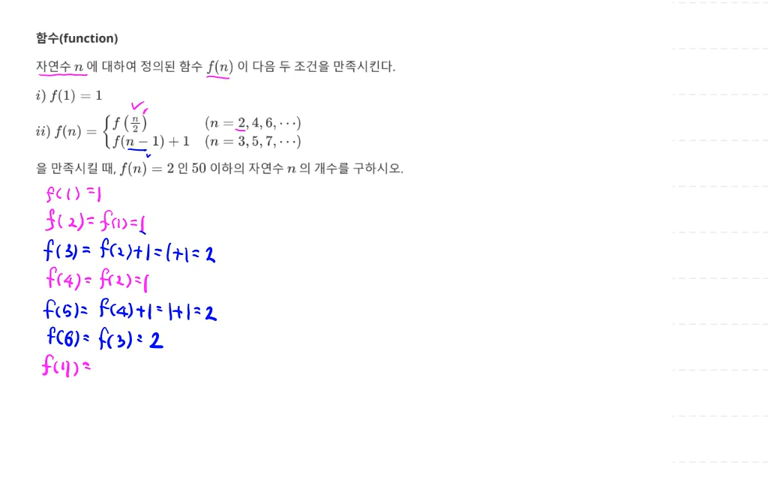 함수(function)
자연수 n 에 대하여 정의된 함수 f(n) 이 다음 두 조건을 만족시킨다.
i) f(1) = 1
ii) f(n) = { f(n/2) (n = 2, 4, 6, ⋯)
f(n − 1) + 1 (n = 3, 5, 7, ⋯)
을 만족시킬 때, f(n) = 2 인 50 이하의 자연수 n 의 개수를 구하시오.
f(1) = 1
f(2) = f(1) = 1
f(3) = f(2)+1 = 1+1 = 2
f(4) = f(2) = 1
f(5) = f(4)+1 = 1+1 = 2
f(6) = f(3) = 2
f(7) =